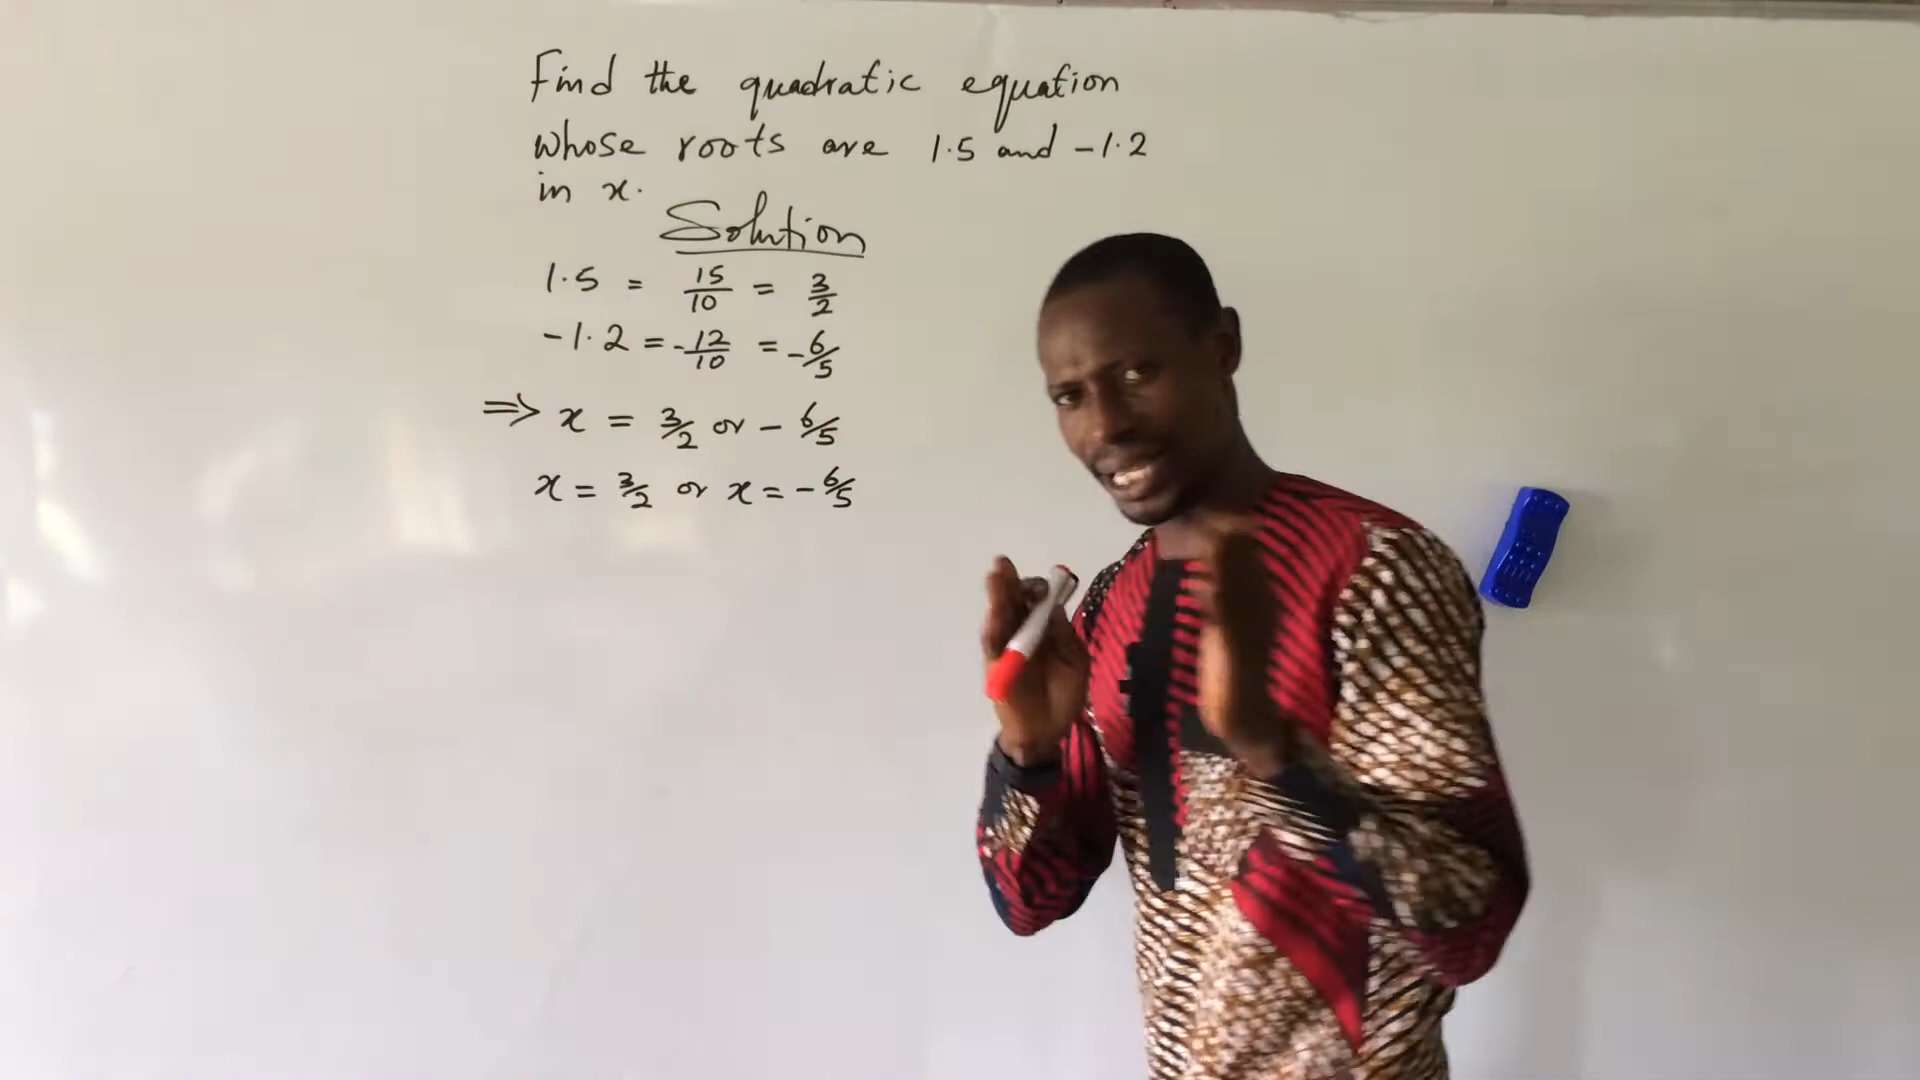 Find the quadratic equation
whose roots are 1.5 and -1.2
in x.
Solution
1.5 = 15/10 = 3/2
-1.2 = -12/10 = -6/5
⇒ x = 3/2 or - 6/5
x = 3/2 or x = -6/5